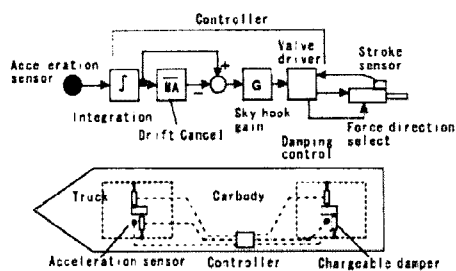 Controller
Valve driver
Stroke sensor
Acce eration sensor
∫
MA
+
−
G
Integration
Drift Cancel
Sky hook gain
Damping control
Force direction select
Truck
Carbody
Acceleration sensor
Controller
Chargeable damper